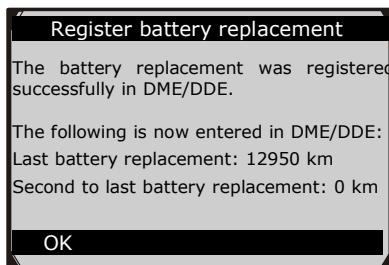 Register battery replacement
The battery replacement was registered
successfully in DME/DDE.
The following is now entered in DME/DDE:
Last battery replacement: 12950 km
Second to last battery replacement: 0 km
OK